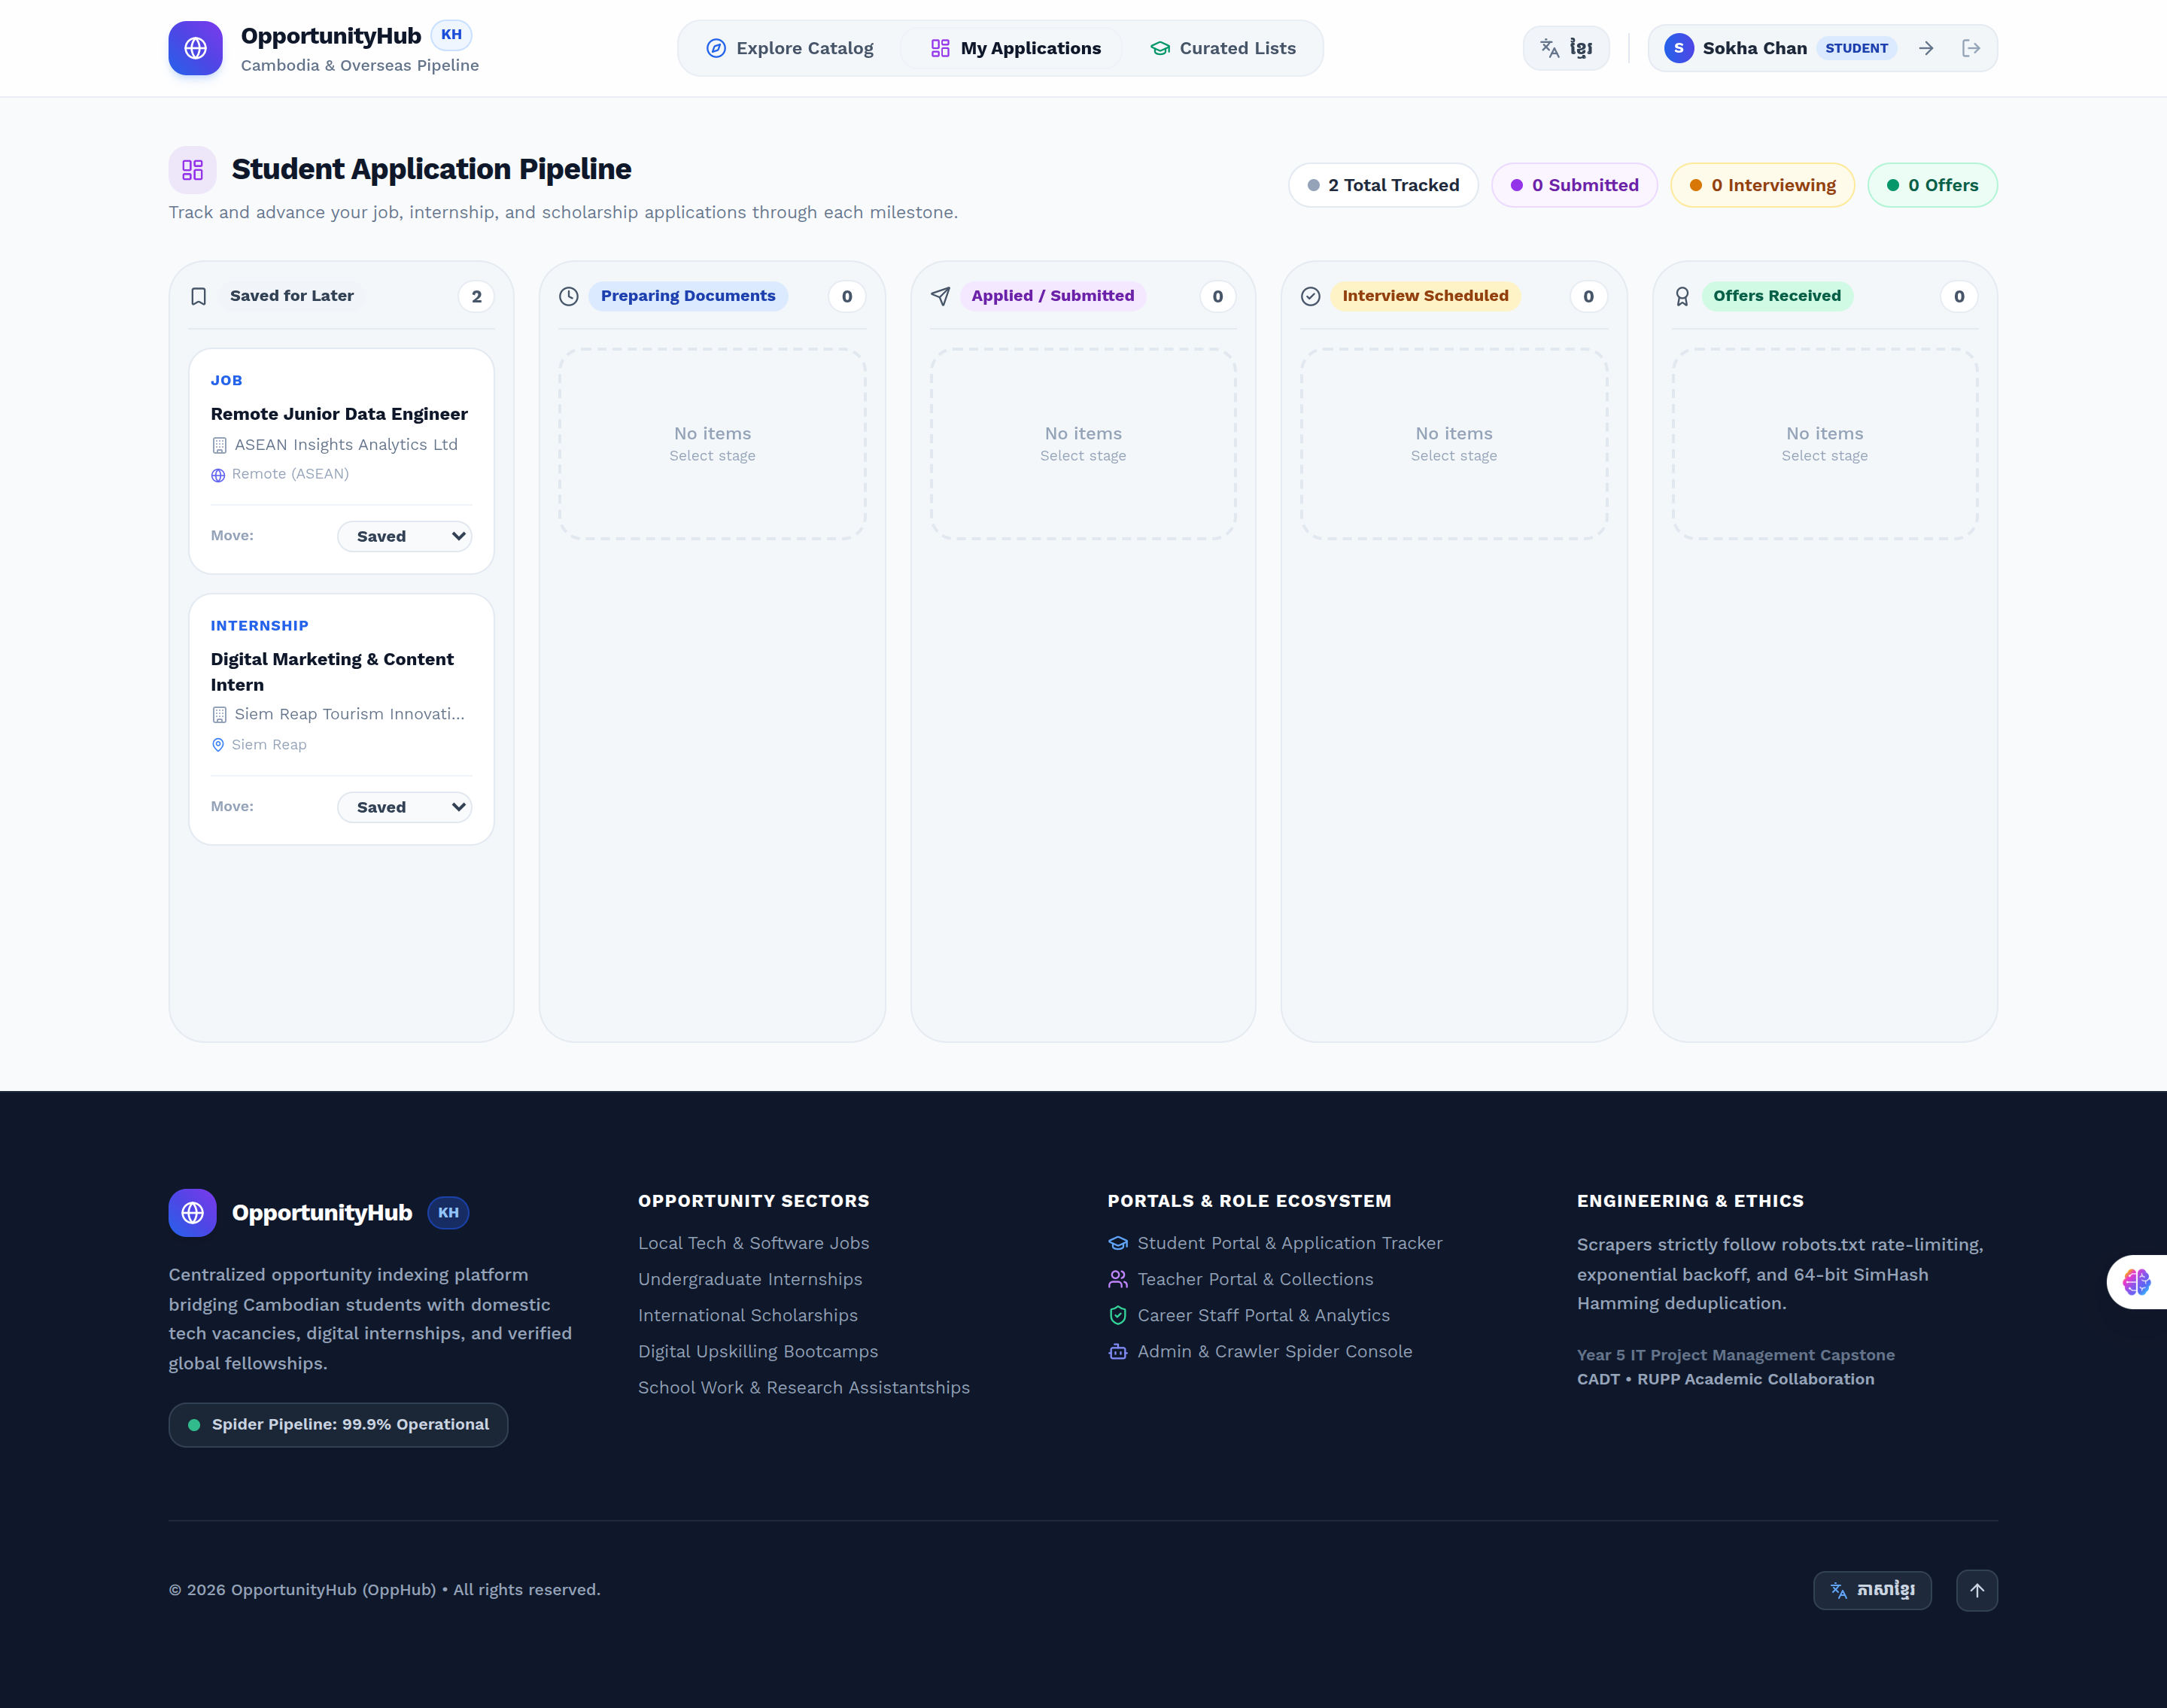 OpportunityHub KH
Cambodia & Overseas Pipeline
Explore Catalog
My Applications
Curated Lists
ខ្មែរ
S Sokha Chan STUDENT
Student Application Pipeline
Track and advance your job, internship, and scholarship applications through each milestone.
2 Total Tracked
0 Submitted
0 Interviewing
0 Offers
Saved for Later 2
JOB
Remote Junior Data Engineer
ASEAN Insights Analytics Ltd
Remote (ASEAN)
Move: Saved
INTERNSHIP
Digital Marketing & Content
Intern
Siem Reap Tourism Innovati...
Siem Reap
Move: Saved
Preparing Documents 0
No items
Select stage
Applied / Submitted 0
No items
Select stage
Interview Scheduled 0
No items
Select stage
Offers Received 0
No items
Select stage
OpportunityHub KH
Centralized opportunity indexing platform
bridging Cambodian students with domestic
tech vacancies, digital internships, and verified
global fellowships.
Spider Pipeline: 99.9% Operational
OPPORTUNITY SECTORS
Local Tech & Software Jobs
Undergraduate Internships
International Scholarships
Digital Upskilling Bootcamps
School Work & Research Assistantships
PORTALS & ROLE ECOSYSTEM
Student Portal & Application Tracker
Teacher Portal & Collections
Career Staff Portal & Analytics
Admin & Crawler Spider Console
ENGINEERING & ETHICS
Scrapers strictly follow robots.txt rate-limiting,
exponential backoff, and 64-bit SimHash
Hamming deduplication.
Year 5 IT Project Management Capstone
CADT • RUPP Academic Collaboration
© 2026 OpportunityHub (OppHub) • All rights reserved.
ភាសាខ្មែរ